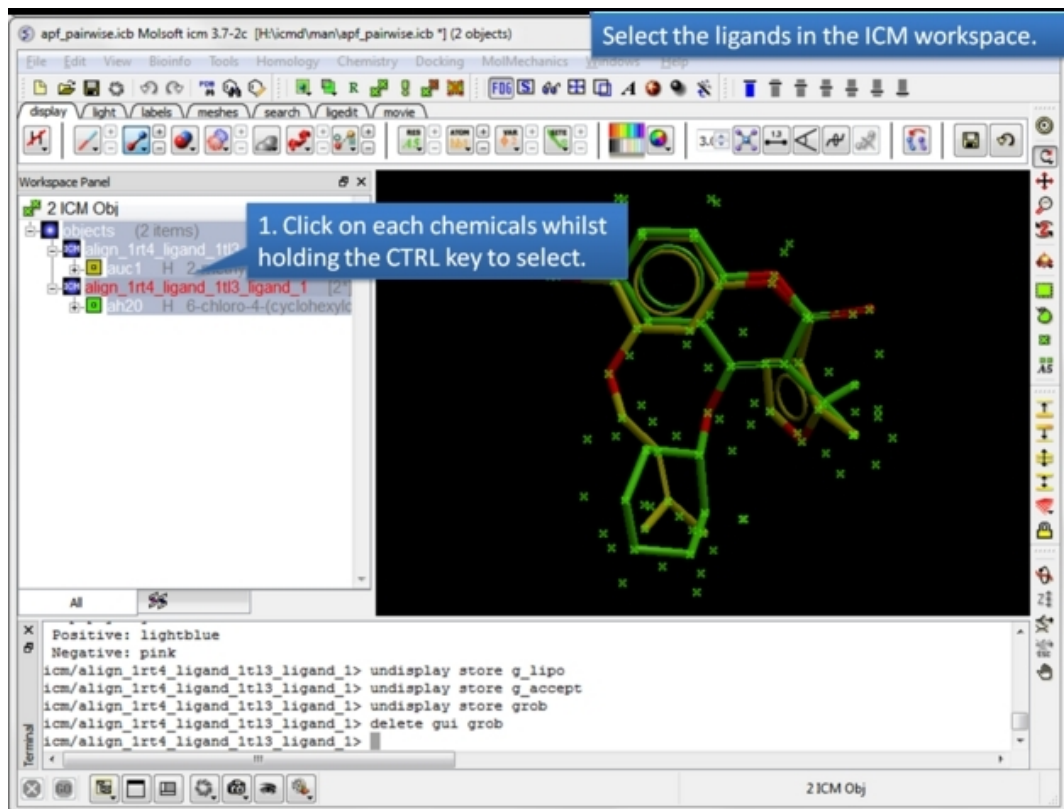 apf_pairwise.icb Molsoft icm 3.7-2c [H:\icmd\man\apf_pairwise.icb *] (2 objects)
Select the ligands in the ICM workspace.
File Edit View Bioinfo Tools Homology Chemistry Docking MolMechanics Windows Help
display light labels meshes search ligedit movie
Workspace Panel
2 ICM Obj
objects (2 items)
align_1rt4_ligand_1tl3
1. Click on each chemicals whilst
holding the CTRL key to select.
auc1 H
align_1rt4_ligand_1tl3_ligand_1 [2*]
ah20 H 6-chloro-4-(cyclohexylo
All
Positive: lightblue
Negative: pink
icm/align_1rt4_ligand_1tl3_ligand_1> undisplay store g_lipo
icm/align_1rt4_ligand_1tl3_ligand_1> undisplay store g_accept
icm/align_1rt4_ligand_1tl3_ligand_1> undisplay store grob
icm/align_1rt4_ligand_1tl3_ligand_1> delete gui grob
icm/align_1rt4_ligand_1tl3_ligand_1>
Terminal
2 ICM Obj